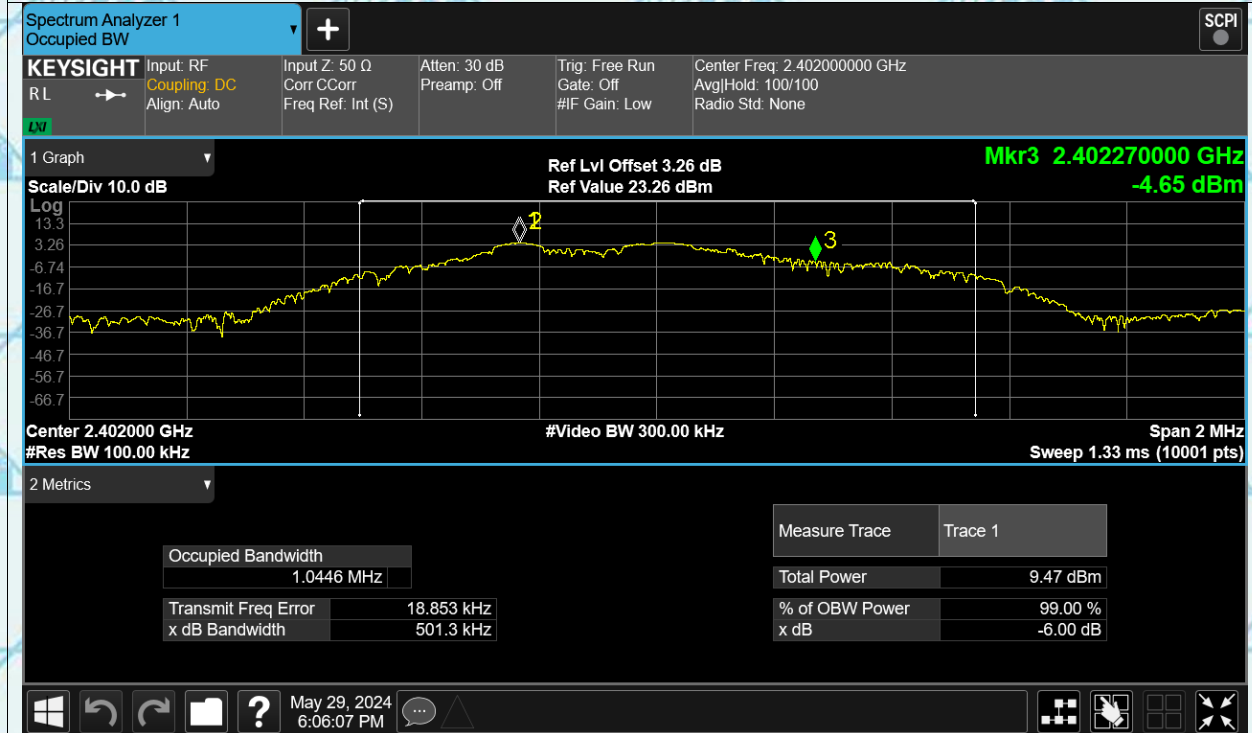 Spectrum Analyzer 1
Occupied BW
+
SCPI
KEYSIGHT
R L
LXI
Input: RF
Coupling: DC
Align: Auto
Input Z: 50 Ω
Corr CCorr
Freq Ref: Int (S)
Atten: 30 dB
Preamp: Off
Trig: Free Run
Gate: Off
#IF Gain: Low
Center Freq: 2.402000000 GHz
Avg|Hold: 100/100
Radio Std: None
1 Graph
Scale/Div 10.0 dB
Ref Lvl Offset 3.26 dB
Ref Value 23.26 dBm
Mkr3 2.402270000 GHz
-4.65 dBm
Log
13.3
3.26
-6.74
-16.7
-26.7
-36.7
-46.7
-56.7
-66.7
2
3
Center 2.402000 GHz
#Video BW 300.00 kHz
Span 2 MHz
#Res BW 100.00 kHz
Sweep 1.33 ms (10001 pts)
2 Metrics
Measure Trace
Trace 1
Occupied Bandwidth
1.0446 MHz
Total Power
9.47 dBm
Transmit Freq Error
18.853 kHz
% of OBW Power
99.00 %
x dB Bandwidth
501.3 kHz
x dB
-6.00 dB
?
May 29, 2024
6:06:07 PM